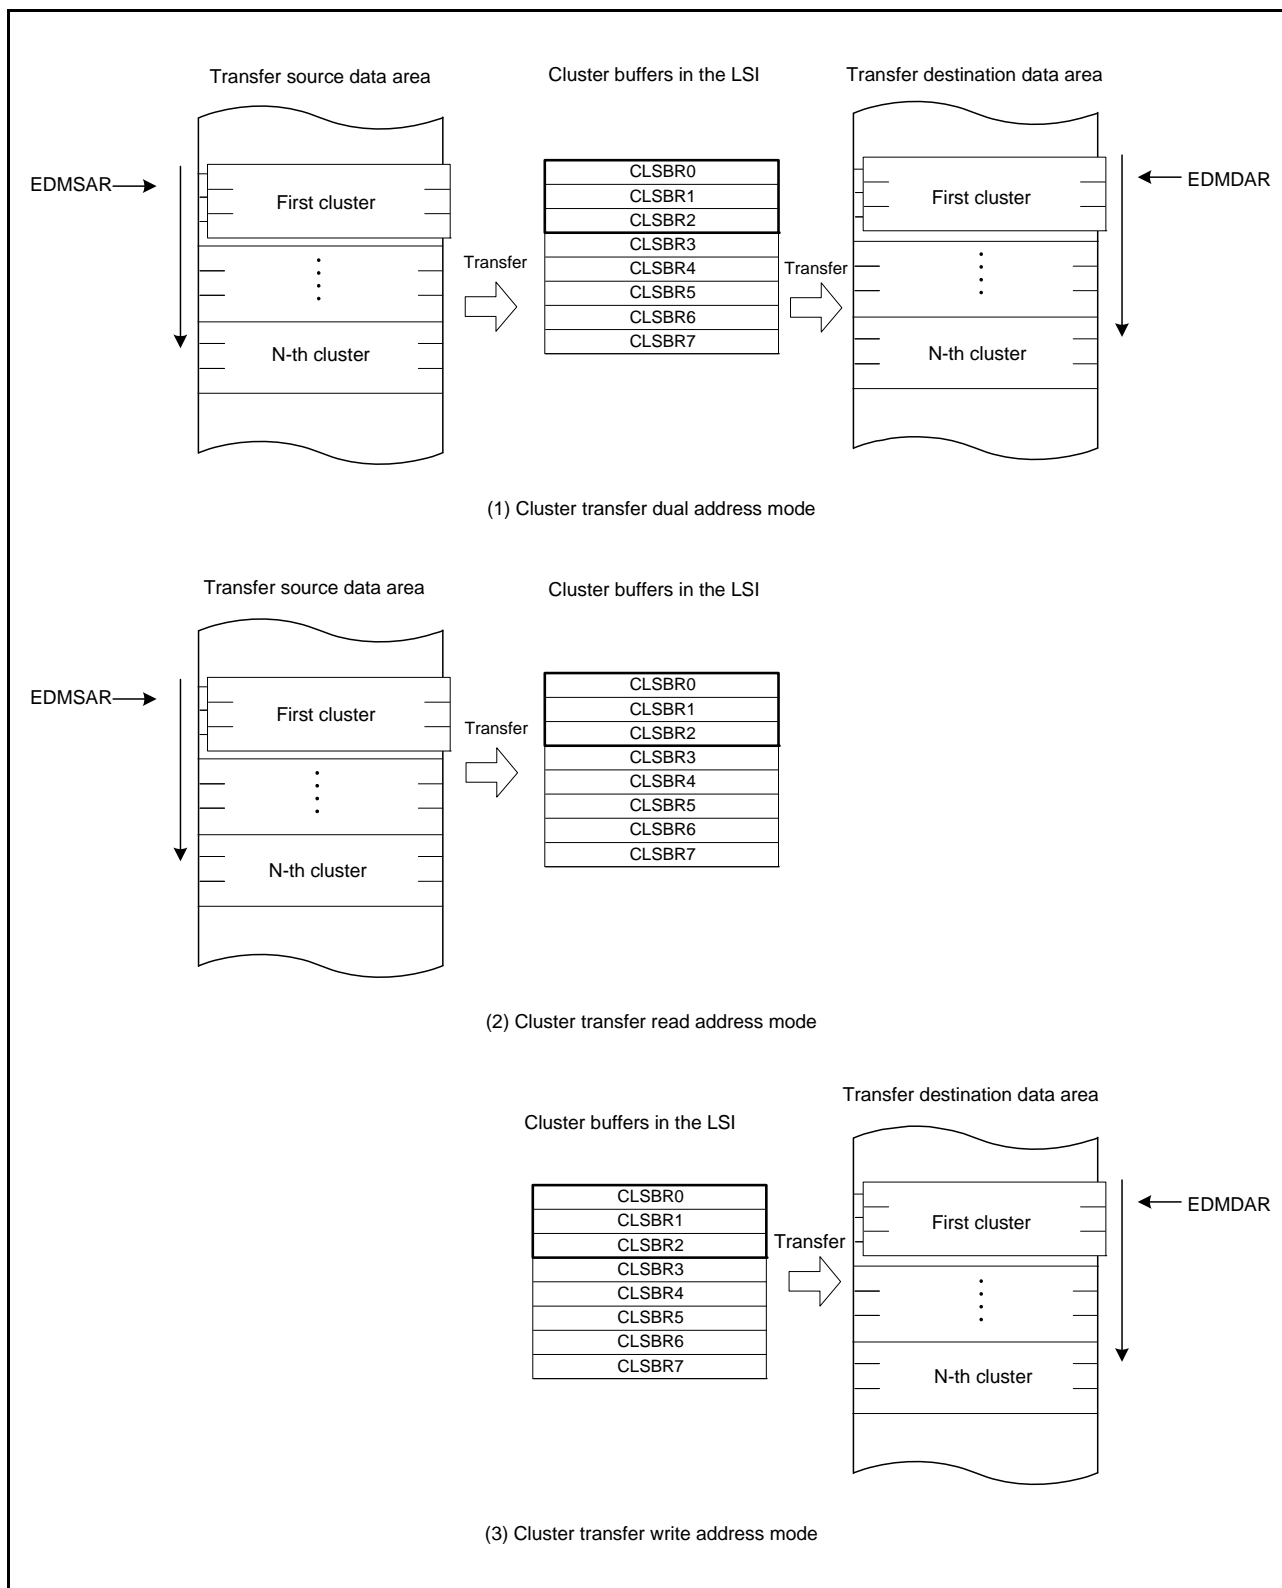 Transfer source data area
Cluster buffers in the LSI
Transfer destination data area
EDMSAR
First cluster
N-th cluster
Transfer
CLSBR0
CLSBR1
CLSBR2
CLSBR3
CLSBR4
CLSBR5
CLSBR6
CLSBR7
Transfer
First cluster
N-th cluster
EDMDAR
(1) Cluster transfer dual address mode
Transfer source data area
Cluster buffers in the LSI
EDMSAR
First cluster
N-th cluster
Transfer
CLSBR0
CLSBR1
CLSBR2
CLSBR3
CLSBR4
CLSBR5
CLSBR6
CLSBR7
(2) Cluster transfer read address mode
Cluster buffers in the LSI
Transfer destination data area
CLSBR0
CLSBR1
CLSBR2
CLSBR3
CLSBR4
CLSBR5
CLSBR6
CLSBR7
Transfer
First cluster
N-th cluster
EDMDAR
(3) Cluster transfer write address mode